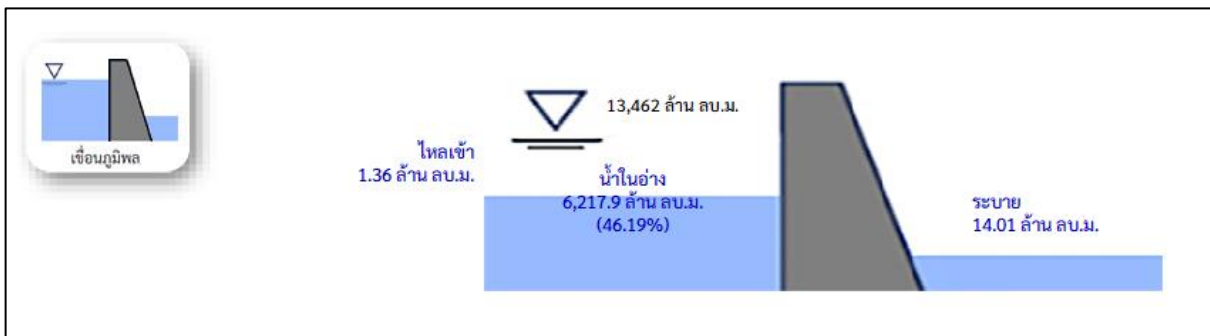 เขื่อนภูมิพล
13,462 ล้าน ลบ.ม.
ไหลเข้า
1.36 ล้าน ลบ.ม.
น้ำในอ่าง
6,217.9 ล้าน ลบ.ม.
(46.19%)
ระบาย
14.01 ล้าน ลบ.ม.